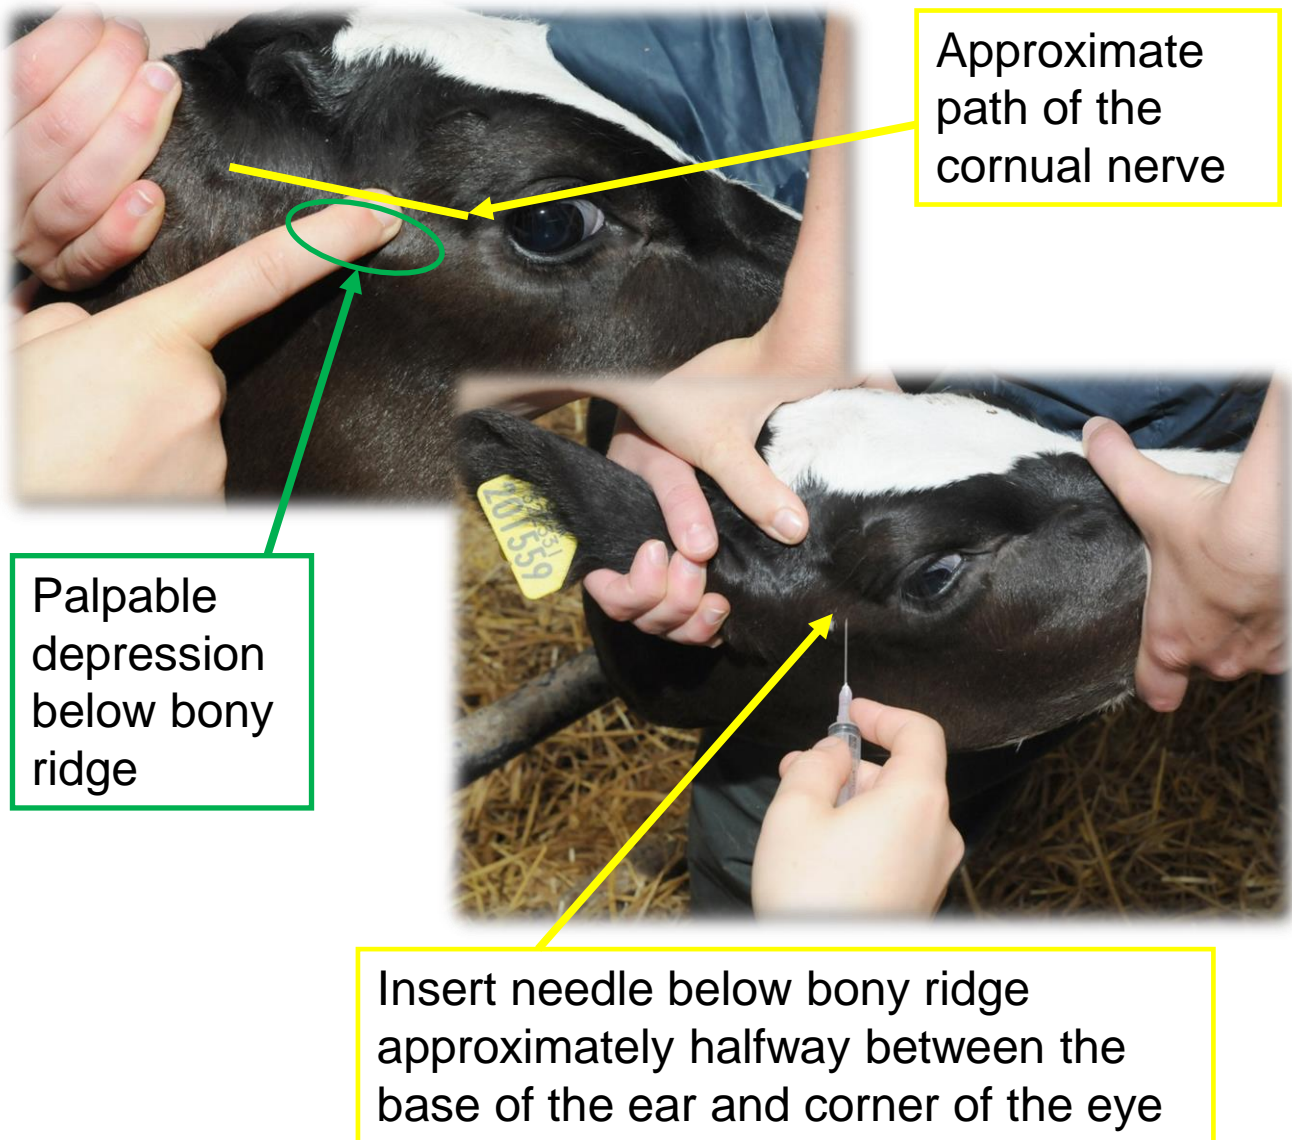 Approximate
path of the
cornual nerve
Palpable
depression
below bony
ridge
201559
Insert needle below bony ridge
approximately halfway between the
base of the ear and corner of the eye